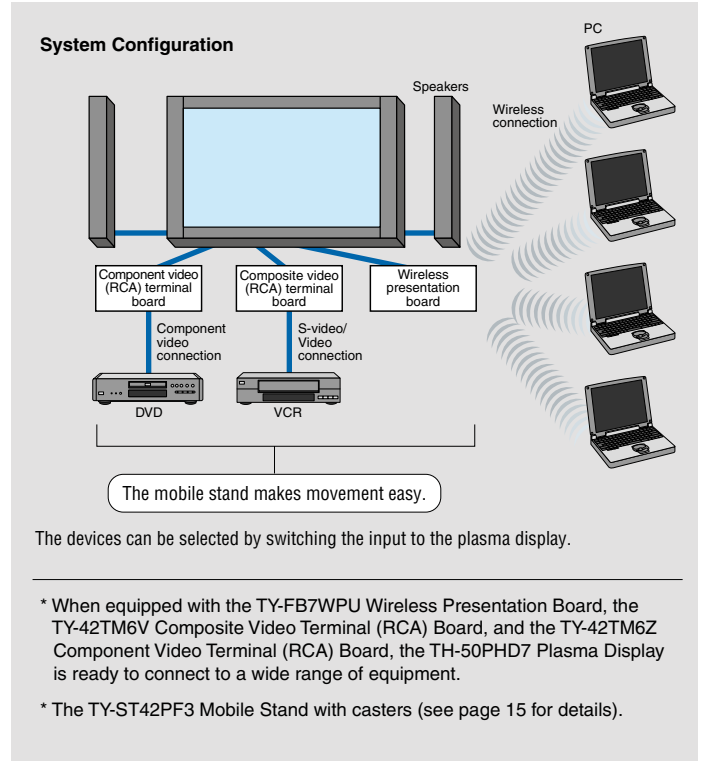 System Configuration
PC
Speakers
Wireless
connection
Component video
(RCA) terminal
board
Composite video
(RCA) terminal
board
Wireless
presentation
board
Component
video
connection
S-video/
Video
connection
DVD
VCR
The mobile stand makes movement easy.
The devices can be selected by switching the input to the plasma display.
* When equipped with the TY-FB7WPU Wireless Presentation Board, the
TY-42TM6V Composite Video Terminal (RCA) Board, and the TY-42TM6Z
Component Video Terminal (RCA) Board, the TH-50PHD7 Plasma Display
is ready to connect to a wide range of equipment.
* The TY-ST42PF3 Mobile Stand with casters (see page 15 for details).